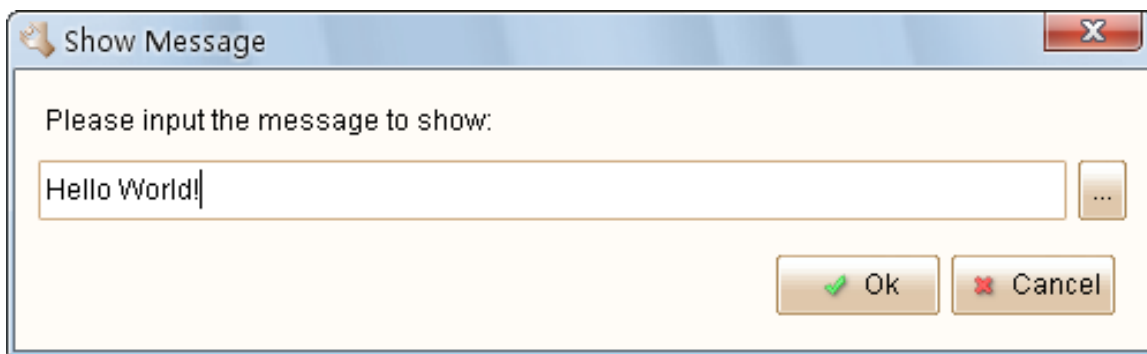 Show Message
Please input the message to show:
Hello World!
...
Ok Cancel